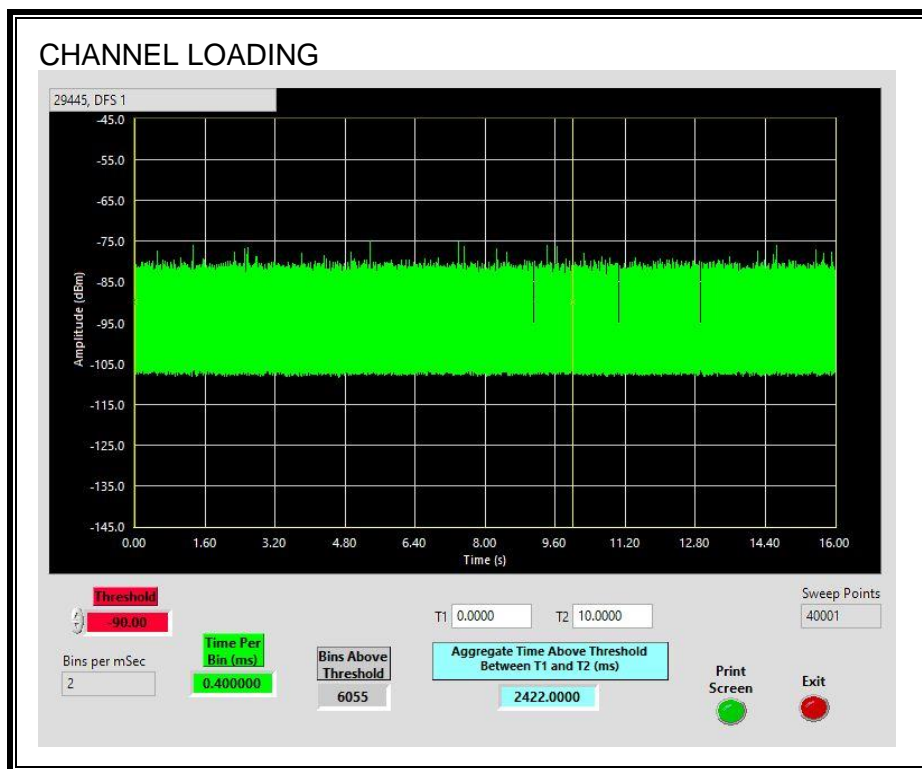 CHANNEL LOADING
29445, DFS 1
-45.0
-55.0
-65.0
-75.0
-85.0
-95.0
-105.0
-115.0
-125.0
-135.0
-145.0
Amplitude (dBm)
0.00 1.60 3.20 4.80 6.40 8.00 9.60 11.20 12.80 14.40 16.00
Time (s)
Threshold
-90.00
Bins per mSec
2
Time Per
Bin (ms)
0.400000
Bins Above
Threshold
6055
T1 0.0000 T2 10.0000
Aggregate Time Above Threshold
Between T1 and T2 (ms)
2422.0000
Sweep Points
40001
Print
Screen
Exit